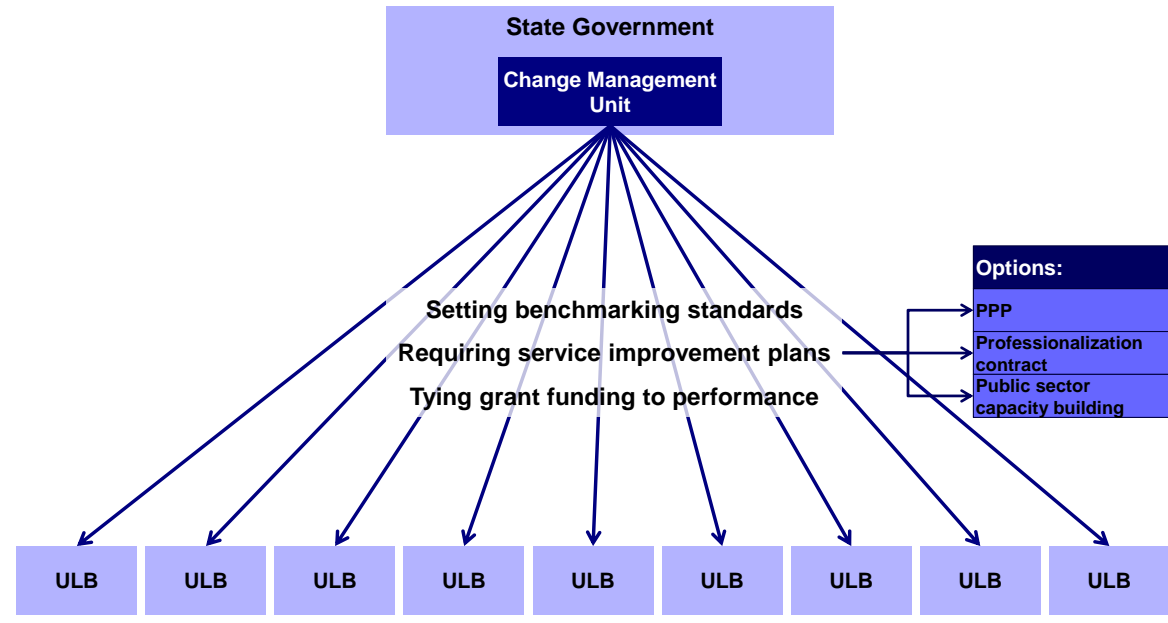 State Government
Change Management
Unit
Options:
Setting benchmarking standards
PPP
Requiring service improvement plans
Professionalization
contract
Tying grant funding to performance
Public sector
capacity building
ULB
ULB
ULB
ULB
ULB
ULB
ULB
ULB
ULB